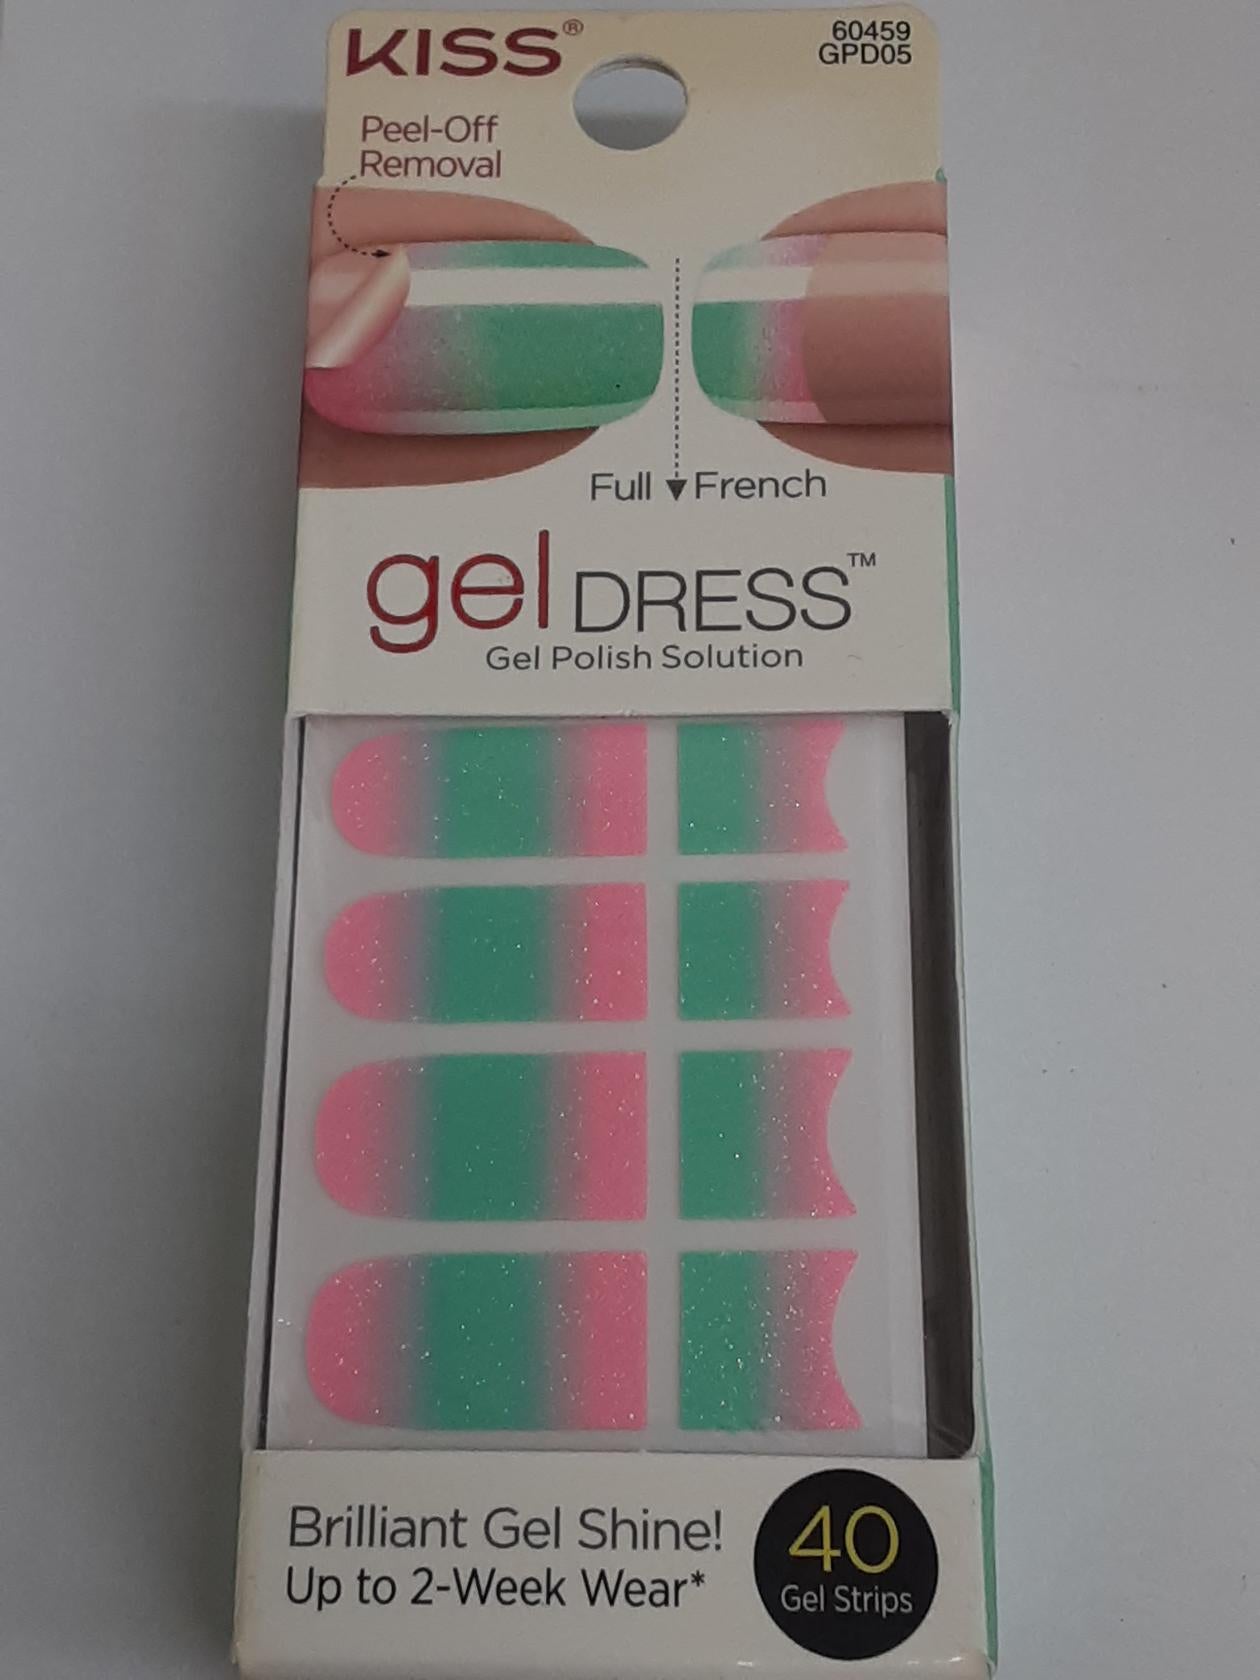 KISS®
60459
GPD05
Peel-Off
Removal
Full French
gel DRESS™
Gel Polish Solution
Brilliant Gel Shine!
Up to 2-Week Wear*
40
Gel Strips